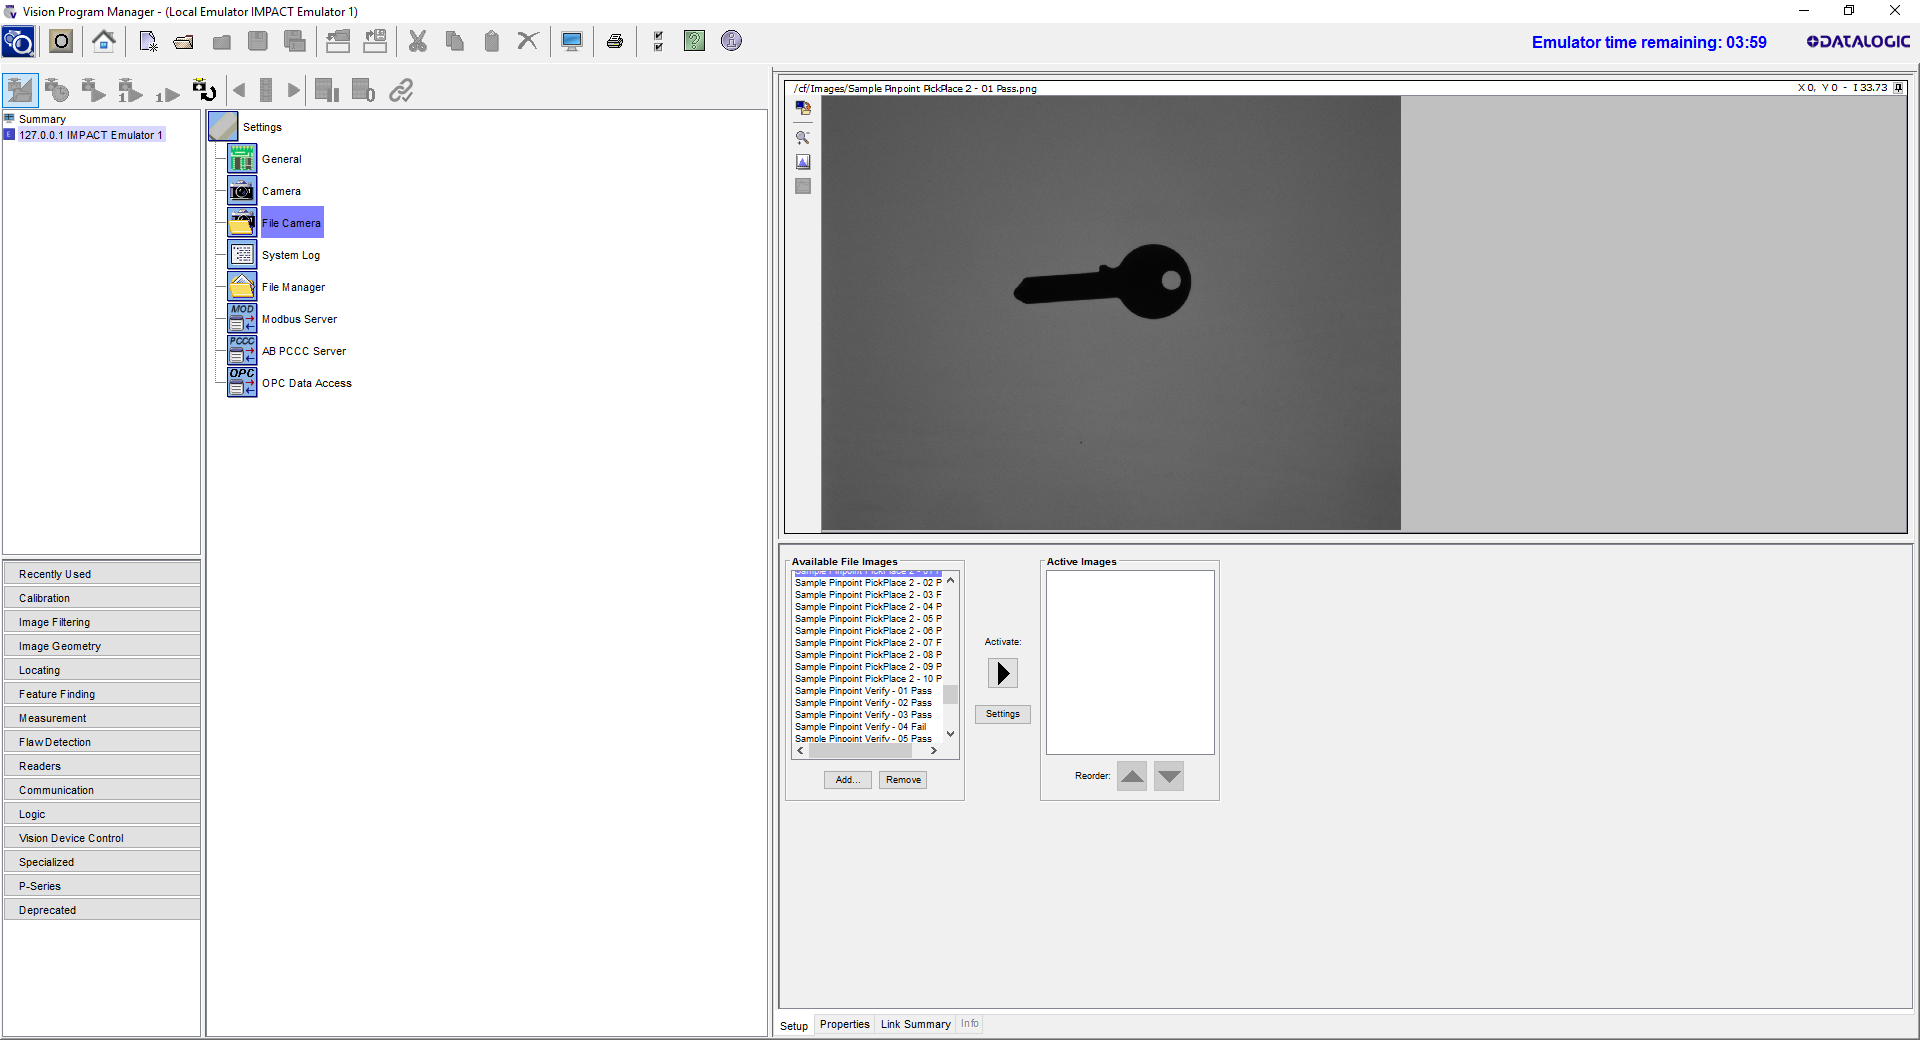 Vision Program Manager - (Local Emulator IMPACT Emulator 1)
Emulator time remaining: 03:59
DATALOGIC
Summary
127.0.0.1 IMPACT Emulator 1
Settings
General
Camera
File Camera
System Log
File Manager
MOD
Modbus Server
PCCC
AB PCCC Server
OPC
OPC Data Access
Recently Used
Calibration
Image Filtering
Image Geometry
Locating
Feature Finding
Measurement
Flaw Detection
Readers
Communication
Logic
Vision Device Control
Specialized
P-Series
Deprecated
/cf/Images/Sample Pinpoint PickPlace 2 - 01 Pass.png
X 0, Y 0 - I 33.73
Available File Images
Sample Pinpoint PickPlace 2 - 02 P
Sample Pinpoint PickPlace 2 - 03 F
Sample Pinpoint PickPlace 2 - 04 P
Sample Pinpoint PickPlace 2 - 05 P
Sample Pinpoint PickPlace 2 - 06 P
Sample Pinpoint PickPlace 2 - 07 F
Sample Pinpoint PickPlace 2 - 08 P
Sample Pinpoint PickPlace 2 - 09 P
Sample Pinpoint PickPlace 2 - 10 P
Sample Pinpoint Verify - 01 Pass
Sample Pinpoint Verify - 02 Pass
Sample Pinpoint Verify - 03 Pass
Sample Pinpoint Verify - 04 Fail
Sample Pinpoint Verify - 05 Pass
Add...
Remove
Activate:
Settings
Active Images
Reorder:
Setup
Properties
Link Summary
Info